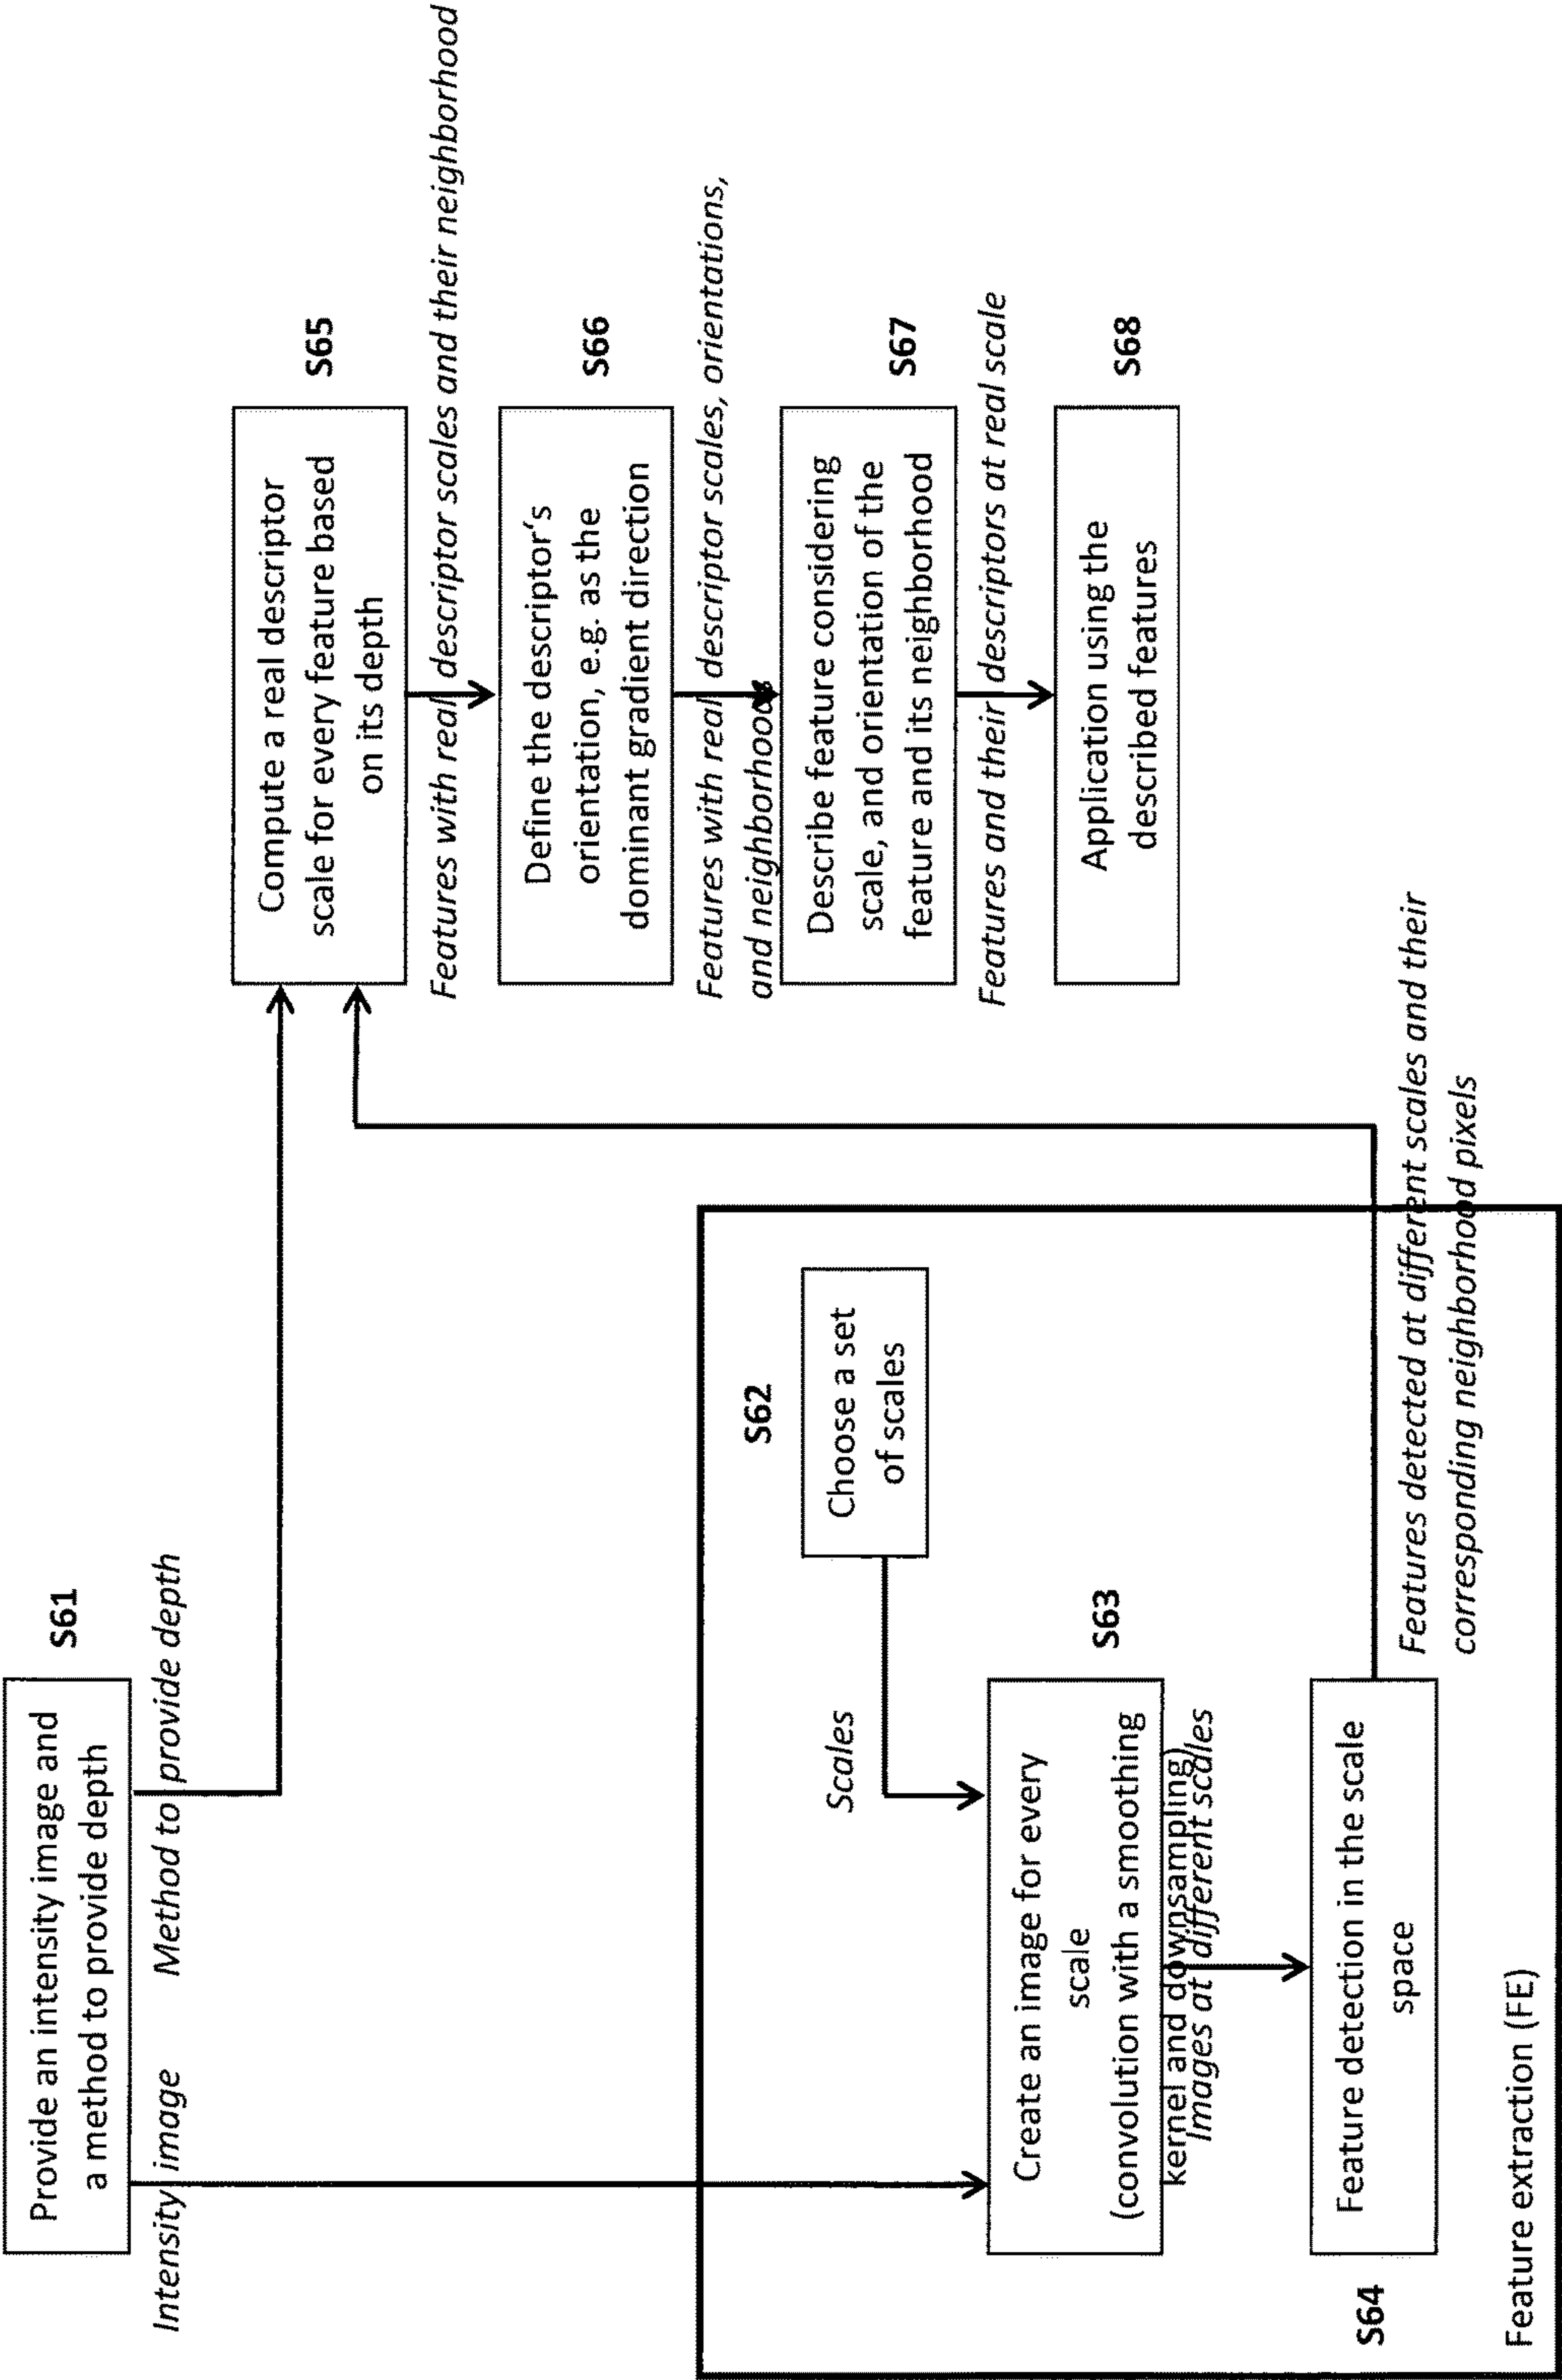 Provide an intensity image and
a method to provide depth
S61
Intensity image
Method to provide depth
S62
Choose a set
of scales
Scales
S63
Create an image for every
scale
(convolution with a smoothing
kernel and downsampling)
Images at different scales
Feature detection in the scale
space
S64
Feature extraction (FE)
Features detected at different scales and their
corresponding neighborhood pixels
Compute a real descriptor
scale for every feature based
on its depth
S65
Features with real descriptor scales and their neighborhood
Define the descriptor‘s
orientation, e.g. as the
dominant gradient direction
S66
Features with real descriptor scales, orientations,
and neighborhoods
Describe feature considering
scale, and orientation of the
feature and its neighborhood
S67
Features and their descriptors at real scale
Application using the
described features
S68